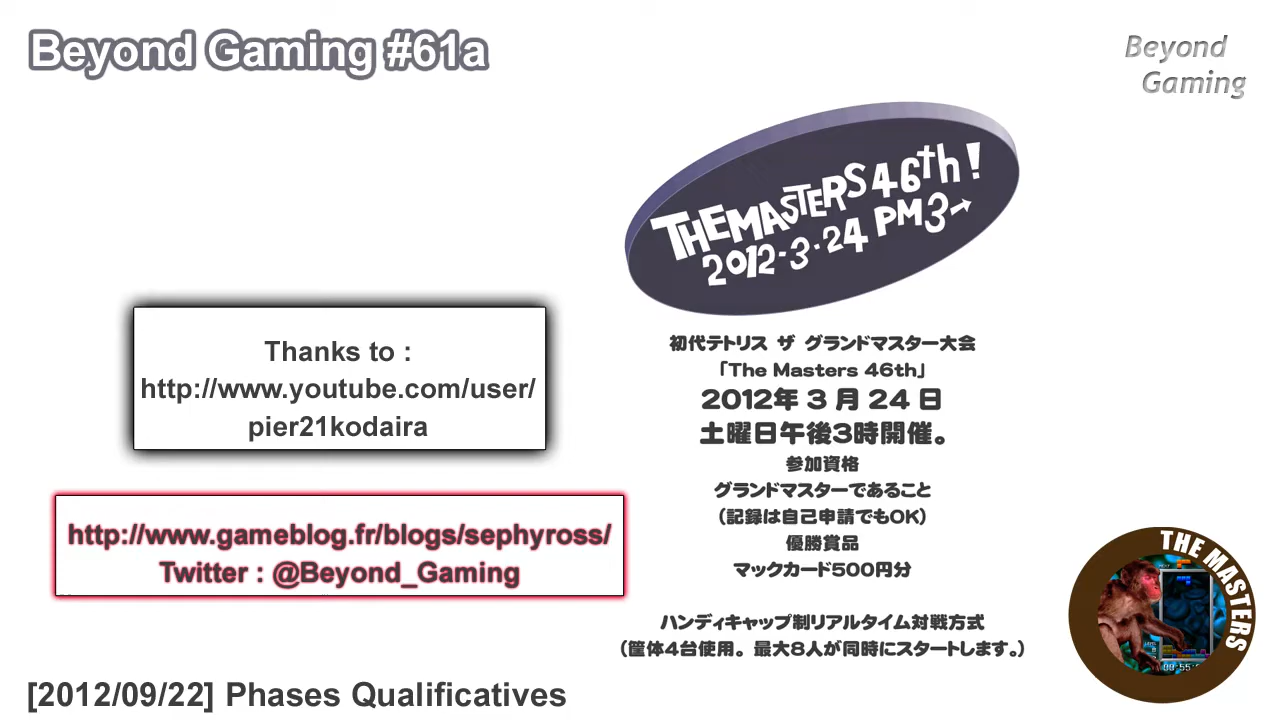 Beyond Gaming #61a
Beyond
Gaming
THE MASTERS 46th!
2012-3-24 PM3→
Thanks to :
http://www.youtube.com/user/
pier21kodaira
http://www.gameblog.fr/blogs/sephyross/
Twitter : @Beyond_Gaming
初代テトリス ザ グランドマスター大会
「The Masters 46th」
2012年 3 月 24 日
土曜日午後3時開催。
参加資格
グランドマスターであること
（記録は自己申請でもOK）
優勝賞品
マックカード500円分
ハンディキャップ制リアルタイム対戦方式
（筐体4台使用。最大8人が同時にスタートします。）
THE MASTERS
[2012/09/22] Phases Qualificatives